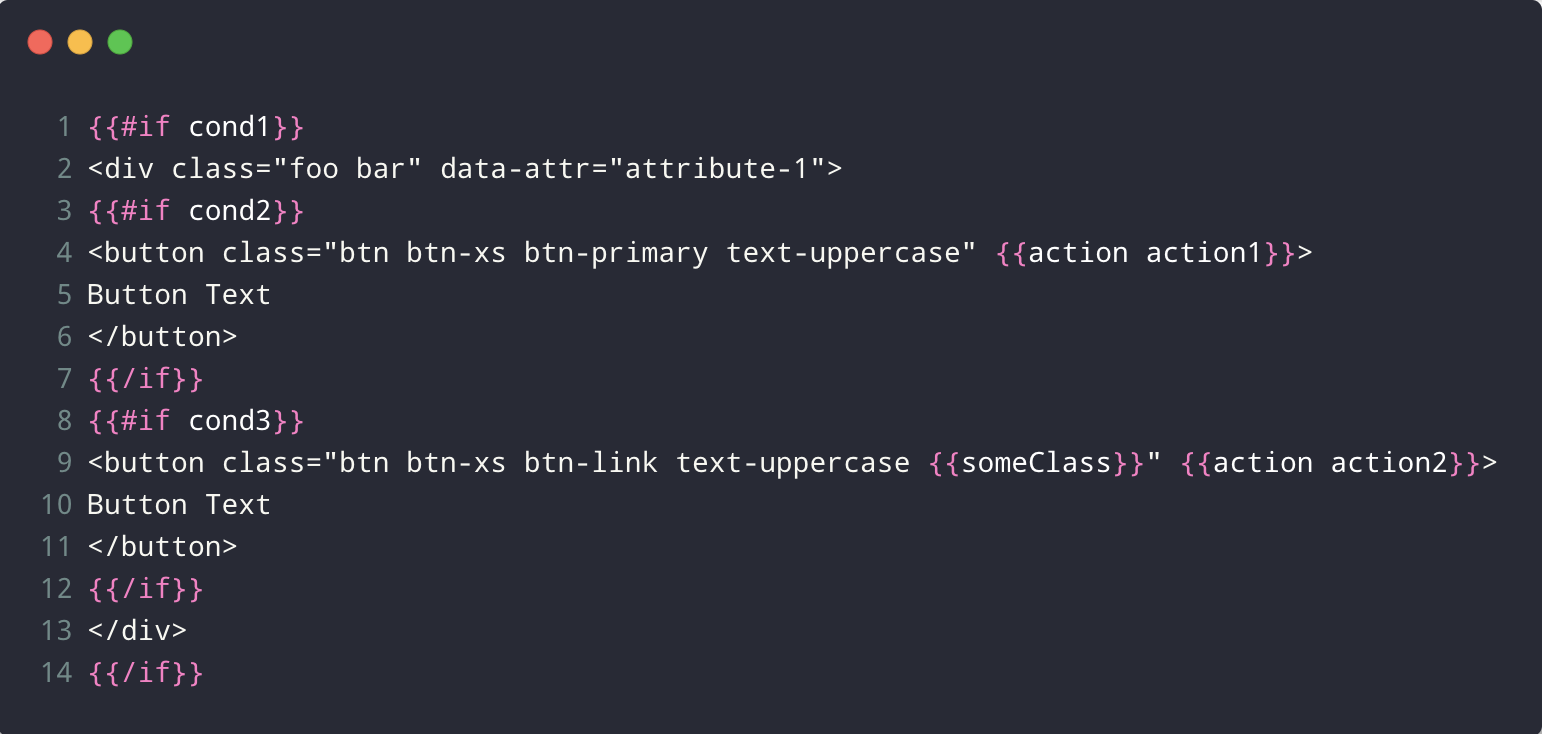 1 {{#if cond1}}
2 <div class="foo bar" data-attr="attribute-1">
3 {{#if cond2}}
4 <button class="btn btn-xs btn-primary text-uppercase" {{action action1}}>
5 Button Text
6 </button>
7 {{/if}}
8 {{#if cond3}}
9 <button class="btn btn-xs btn-link text-uppercase {{someClass}}" {{action action2}}>
10 Button Text
11 </button>
12 {{/if}}
13 </div>
14 {{/if}}